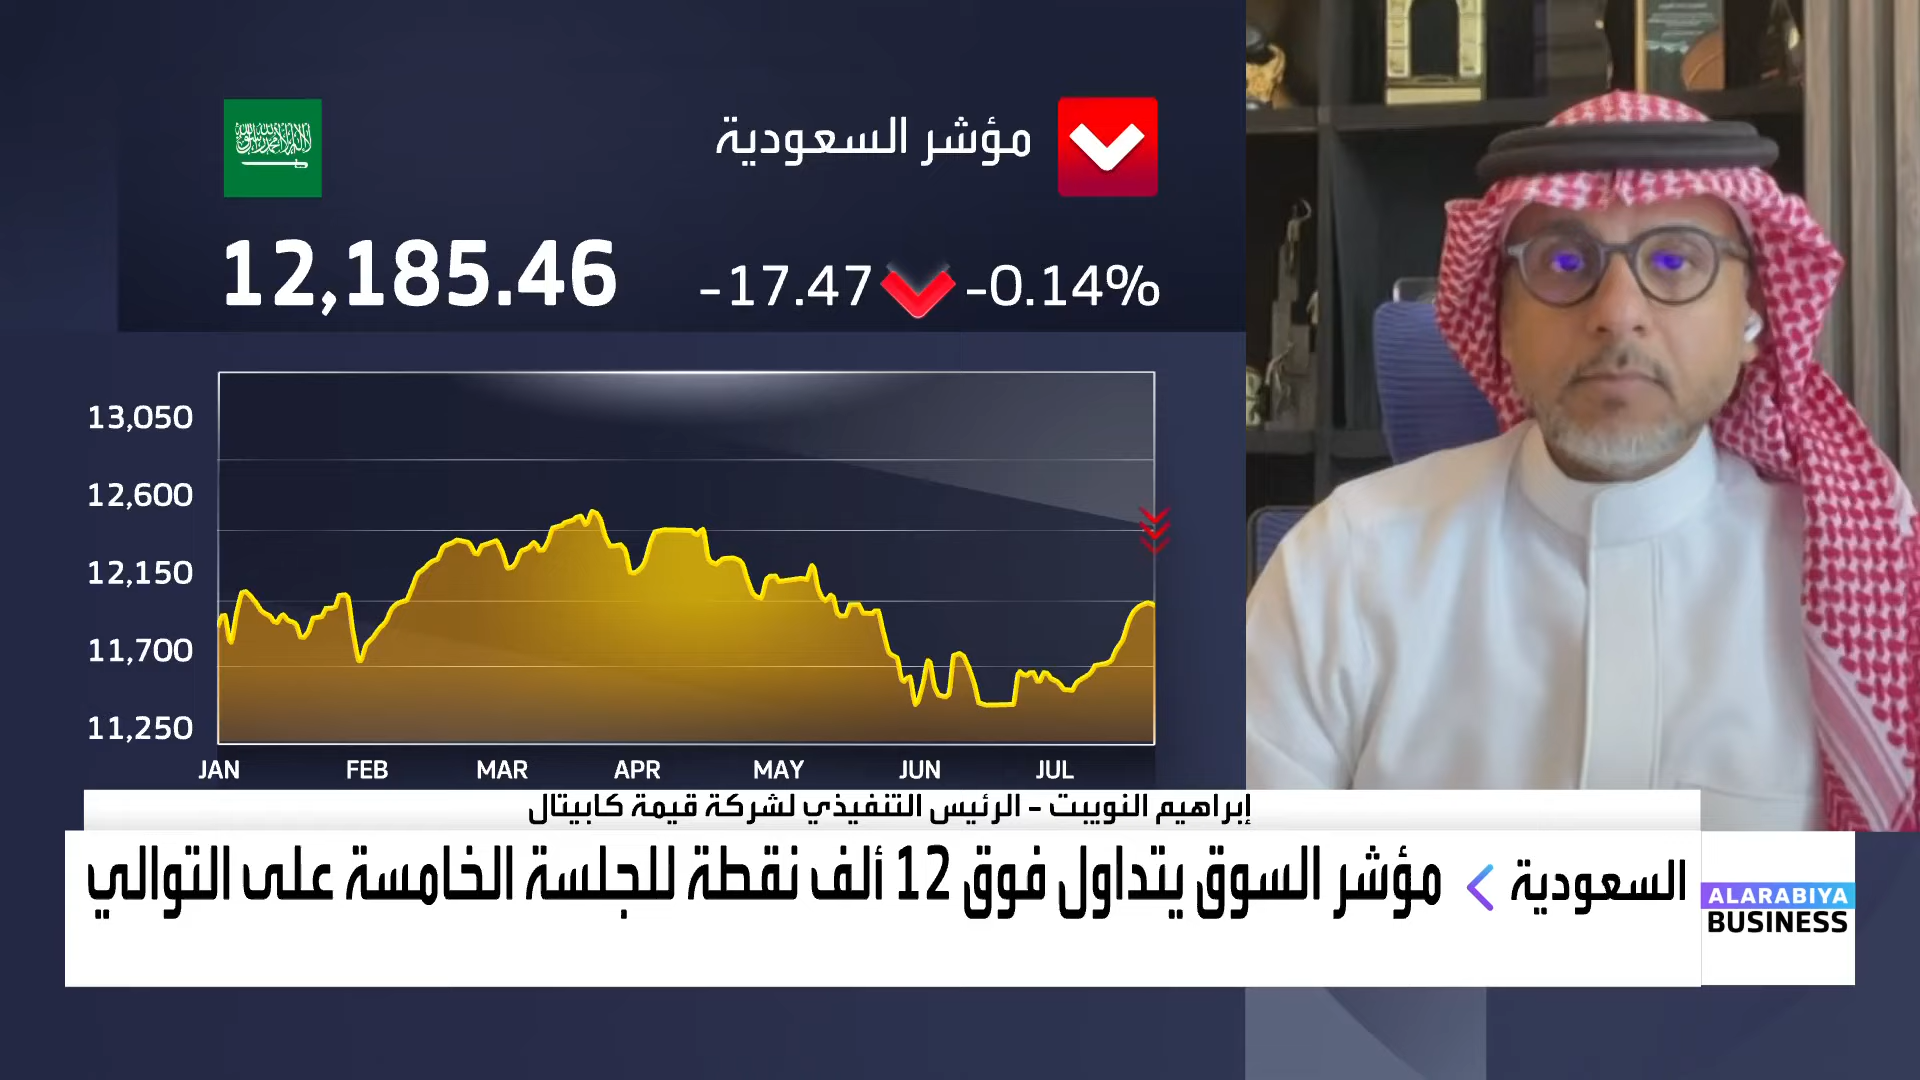 مؤشر السعودية
12,185.46
-17.47
-0.14%
13,050
12,600
12,150
11,700
11,250
JAN FEB MAR APR MAY JUN JUL
إبراهيم النويبت - الرئيس التنفيذي لشركة قيمة كابيتال
السعودية
مؤشر السوق يتداول فوق 12 ألف نقطة للجلسة الخامسة على التوالي
ALARABIYA
BUSINESS